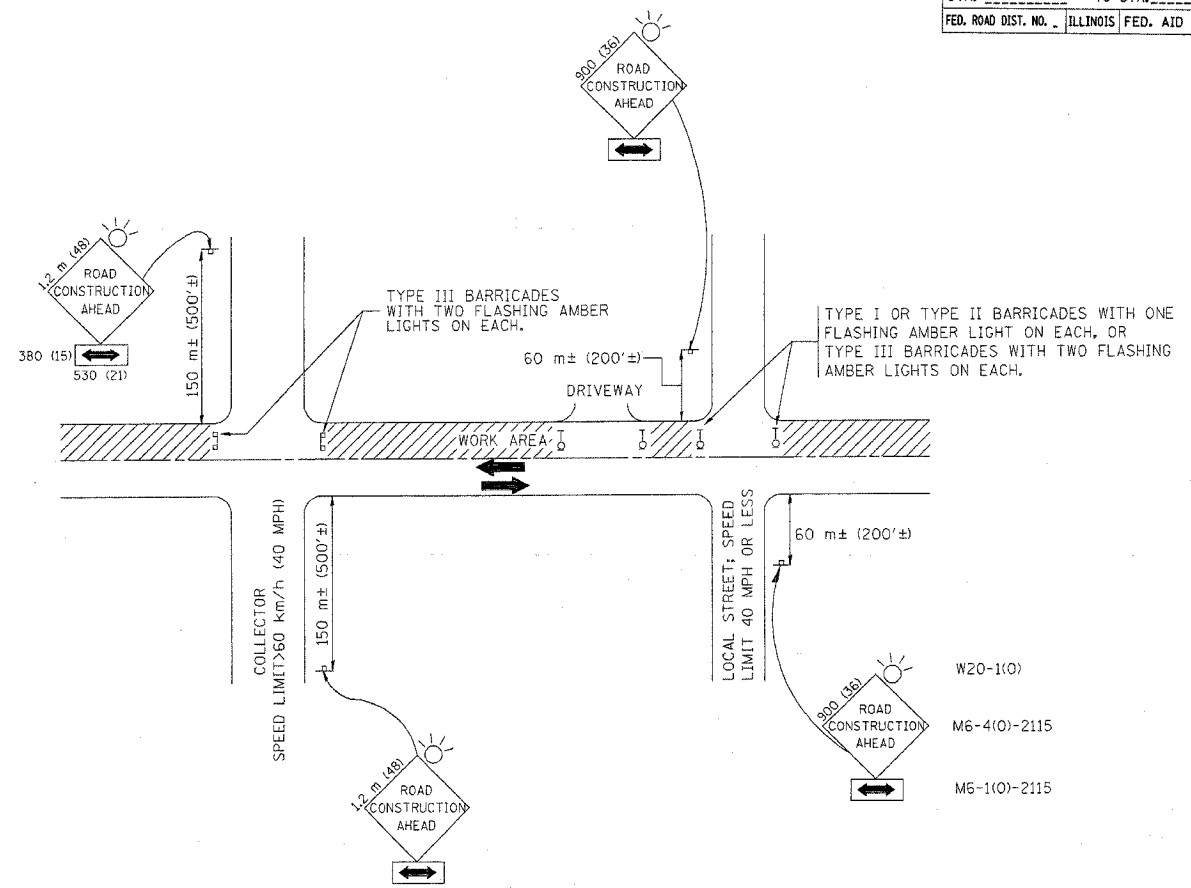 FED. ROAD DIST. NO. _ ILLINOIS FED. AID
900 (36)
ROAD
CONSTRUCTION
AHEAD
1.2 m (48)
ROAD
CONSTRUCTION
AHEAD
380 (15)
530 (21)
150 m± (500'±)
TYPE III BARRICADES
WITH TWO FLASHING AMBER
LIGHTS ON EACH.
60 m± (200'±)
DRIVEWAY
TYPE I OR TYPE II BARRICADES WITH ONE
FLASHING AMBER LIGHT ON EACH, OR
TYPE III BARRICADES WITH TWO FLASHING
AMBER LIGHTS ON EACH.
WORK AREA
COLLECTOR
SPEED LIMIT>60 km/h (40 MPH)
150 m± (500'±)
LOCAL STREET; SPEED
LIMIT 40 MPH OR LESS
60 m± (200'±)
1.2 m (48)
ROAD
CONSTRUCTION
AHEAD
900 (36)
ROAD
CONSTRUCTION
AHEAD
W20-1(O)
M6-4(O)-2115
M6-1(O)-2115